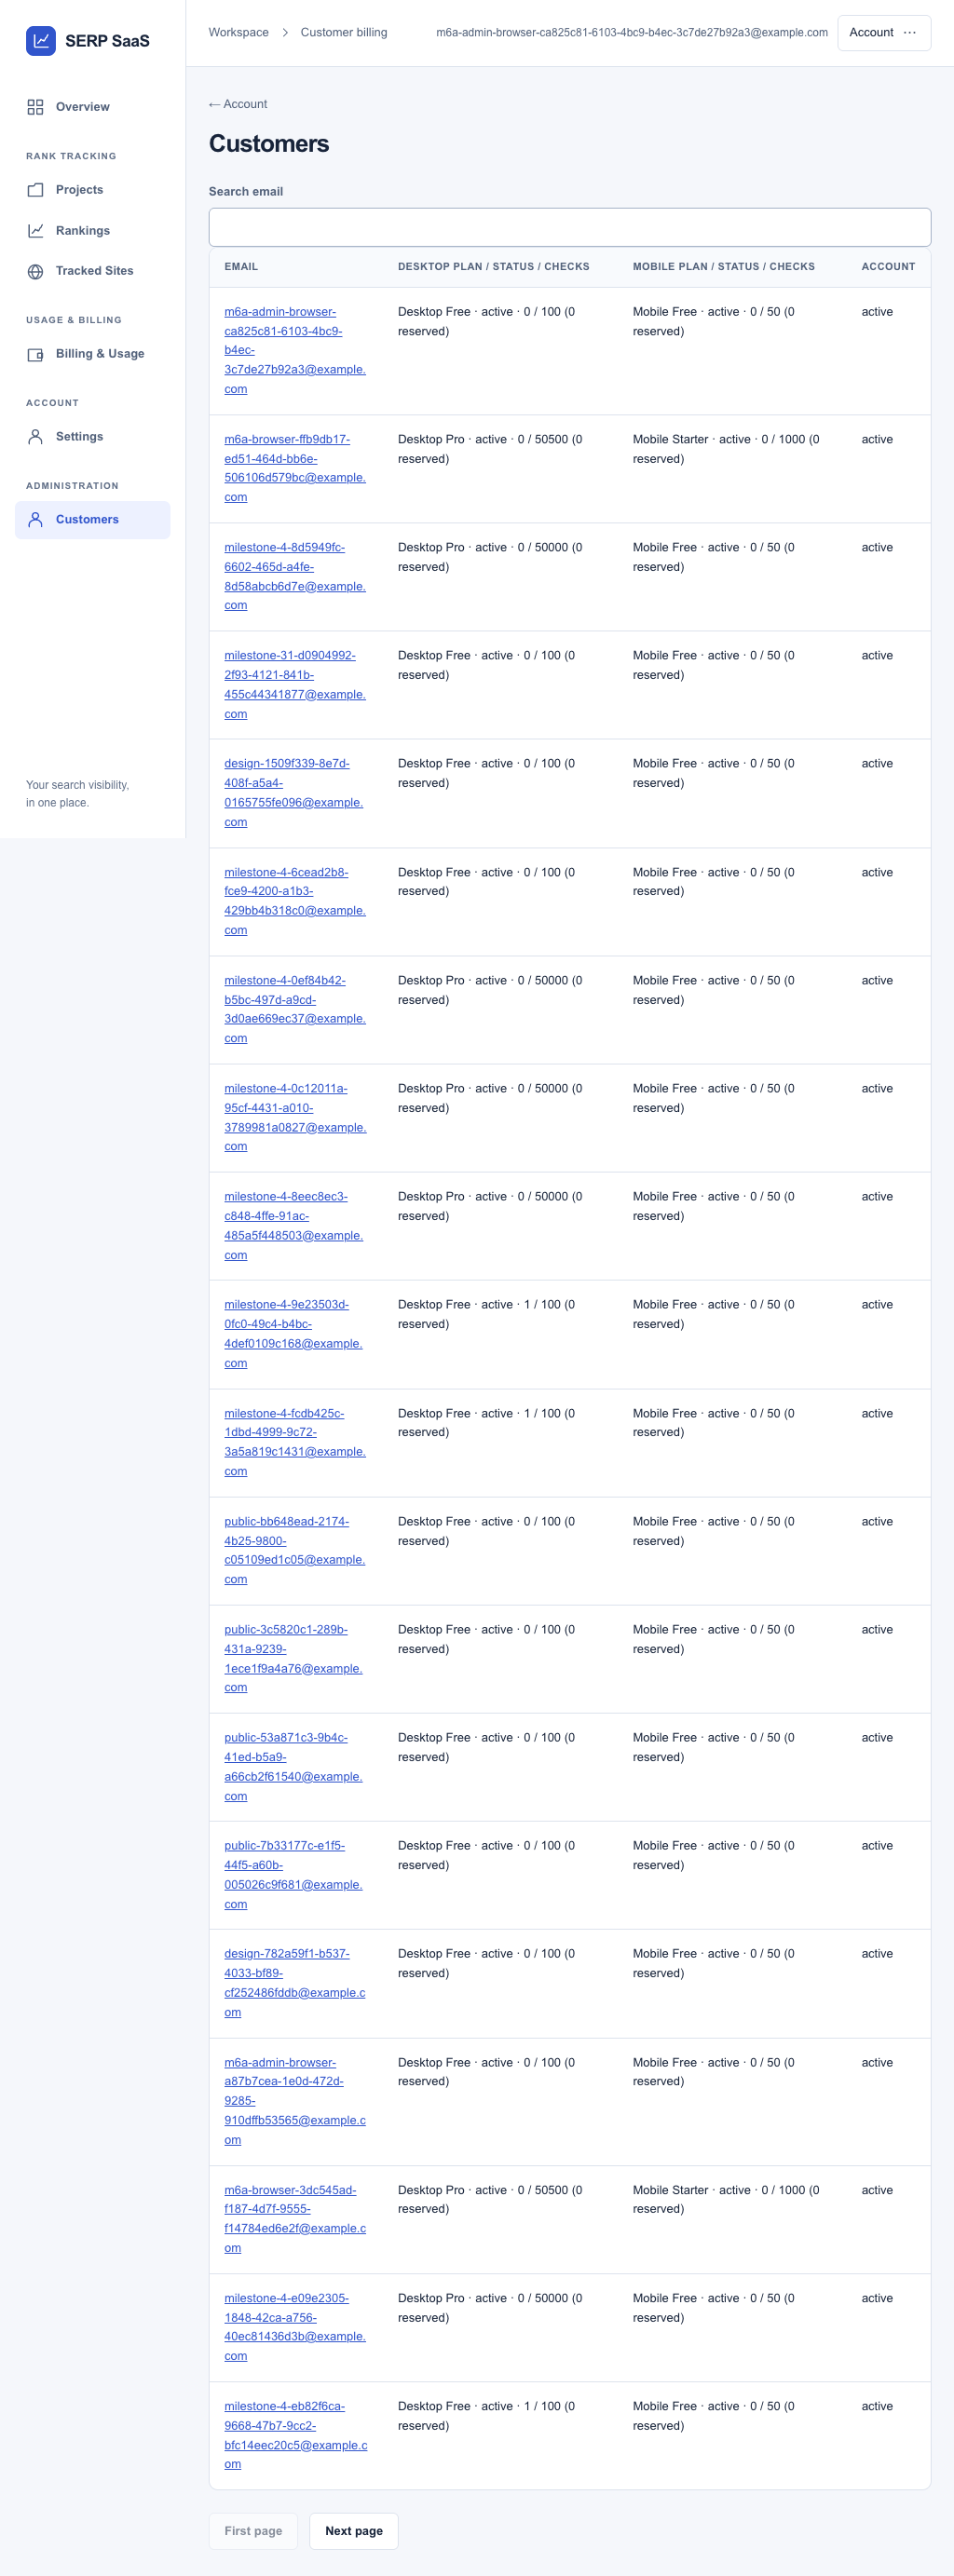 SERP SaaS
Overview
RANK TRACKING
Projects
Rankings
Tracked Sites
USAGE & BILLING
Billing & Usage
ACCOUNT
Settings
ADMINISTRATION
Customers
Your search visibility,
in one place.
Workspace > Customer billing
m6a-admin-browser-ca825c81-6103-4bc9-b4ec-3c7de27b92a3@example.com
Account ···
← Account
Customers
Search email
EMAIL DESKTOP PLAN / STATUS / CHECKS MOBILE PLAN / STATUS / CHECKS ACCOUNT
m6a-admin-browser- Desktop Free · active · 0 / 100 (0 Mobile Free · active · 0 / 50 (0 active
ca825c81-6103-4bc9- reserved) reserved)
b4ec-
3c7de27b92a3@example.
com
m6a-browser-ffb9db17- Desktop Pro · active · 0 / 50500 (0 Mobile Starter · active · 0 / 1000 (0 active
ed51-464d-bb6e- reserved) reserved)
506106d579bc@example.
com
milestone-4-8d5949fc- Desktop Pro · active · 0 / 50000 (0 Mobile Free · active · 0 / 50 (0 active
6602-465d-a4fe- reserved) reserved)
8d58abcb6d7e@example.
com
milestone-31-d0904992- Desktop Free · active · 0 / 100 (0 Mobile Free · active · 0 / 50 (0 active
2f93-4121-841b- reserved) reserved)
455c44341877@example.
com
design-1509f339-8e7d- Desktop Free · active · 0 / 100 (0 Mobile Free · active · 0 / 50 (0 active
408f-a5a4- reserved) reserved)
0165755fe096@example.
com
milestone-4-6cead2b8- Desktop Free · active · 0 / 100 (0 Mobile Free · active · 0 / 50 (0 active
fce9-4200-a1b3- reserved) reserved)
429bb4b318c0@example.
com
milestone-4-0ef84b42- Desktop Pro · active · 0 / 50000 (0 Mobile Free · active · 0 / 50 (0 active
b5bc-497d-a9cd- reserved) reserved)
3d0ae669ec37@example.
com
milestone-4-0c12011a- Desktop Pro · active · 0 / 50000 (0 Mobile Free · active · 0 / 50 (0 active
95cf-4431-a010- reserved) reserved)
3789981a0827@example.
com
milestone-4-8eec8ec3- Desktop Pro · active · 0 / 50000 (0 Mobile Free · active · 0 / 50 (0 active
c848-4ffe-91ac- reserved) reserved)
485a5f448503@example.
com
milestone-4-9e23503d- Desktop Free · active · 1 / 100 (0 Mobile Free · active · 0 / 50 (0 active
0fc0-49c4-b4bc- reserved) reserved)
4def0109c168@example.
com
milestone-4-fcdb425c- Desktop Free · active · 1 / 100 (0 Mobile Free · active · 0 / 50 (0 active
1dbd-4999-9c72- reserved) reserved)
3a5a819c1431@example.
com
public-bb648ead-2174- Desktop Free · active · 0 / 100 (0 Mobile Free · active · 0 / 50 (0 active
4b25-9800- reserved) reserved)
c05109ed1c05@example.
com
public-3c5820c1-289b- Desktop Free · active · 0 / 100 (0 Mobile Free · active · 0 / 50 (0 active
431a-9239- reserved) reserved)
1ece1f9a4a76@example.
com
public-53a871c3-9b4c- Desktop Free · active · 0 / 100 (0 Mobile Free · active · 0 / 50 (0 active
41ed-b5a9- reserved) reserved)
a66cb2f61540@example.
com
public-7b33177c-e1f5- Desktop Free · active · 0 / 100 (0 Mobile Free · active · 0 / 50 (0 active
44f5-a60b- reserved) reserved)
005026c9f681@example.
com
design-782a59f1-b537- Desktop Free · active · 0 / 100 (0 Mobile Free · active · 0 / 50 (0 active
4033-bf89- reserved) reserved)
cf252486fddb@example.c
om
m6a-admin-browser- Desktop Free · active · 0 / 100 (0 Mobile Free · active · 0 / 50 (0 active
a87b7cea-1e0d-472d- reserved) reserved)
9285-
910dffb53565@example.c
om
m6a-browser-3dc545ad- Desktop Pro · active · 0 / 50500 (0 Mobile Starter · active · 0 / 1000 (0 active
f187-4d7f-9555- reserved) reserved)
f14784ed6e2f@example.c
om
milestone-4-e09e2305- Desktop Pro · active · 0 / 50000 (0 Mobile Free · active · 0 / 50 (0 active
1848-42ca-a756- reserved) reserved)
40ec81436d3b@example.
com
milestone-4-eb82f6ca- Desktop Free · active · 1 / 100 (0 Mobile Free · active · 0 / 50 (0 active
9668-47b7-9cc2- reserved) reserved)
bfc14eec20c5@example.c
om
First page Next page